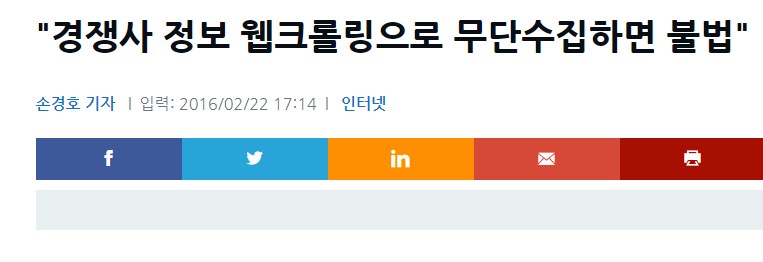 "경쟁사 정보 웹크롤링으로 무단수집하면 불법"
손경호 기자 | 입력: 2016/02/22 17:14 | 인터넷
f in